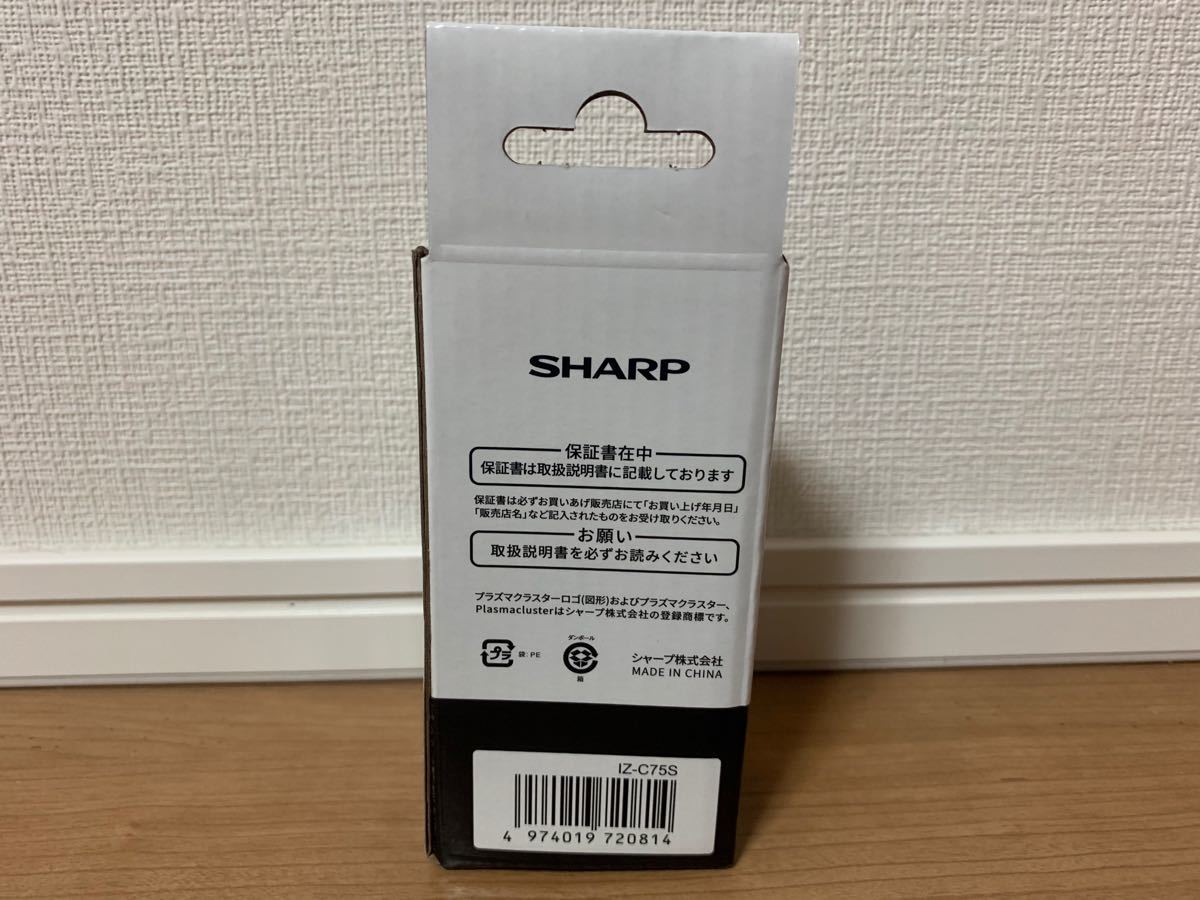 SHARP
保証書在中
保証書は取扱説明書に記載しております
保証書は必ずお買いあげ販売店にて「お買い上げ年月日」
「販売店名」など記入されたものをお受け取りください。
お願い
取扱説明書を必ずお読みください
プラズマクラスターロゴ(図形)およびプラズマクラスター、
Plasmaclusterはシャープ株式会社の登録商標です。
プラ 袋:PE
ダンボール
箱
シャープ株式会社
MADE IN CHINA
IZ-C75S
4 974019 720814